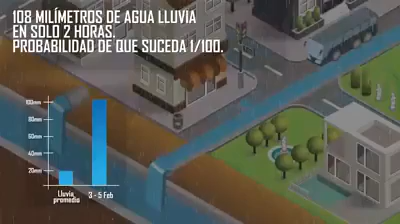 108 MILÍMETROS DE AGUA LLUVIA
EN SOLO 2 HORAS.
PROBABILIDAD DE QUE SUCEDA 1/100.
100mm
80mm
60mm
40mm
20mm
Lluvia 3 - 5 Feb
promedio